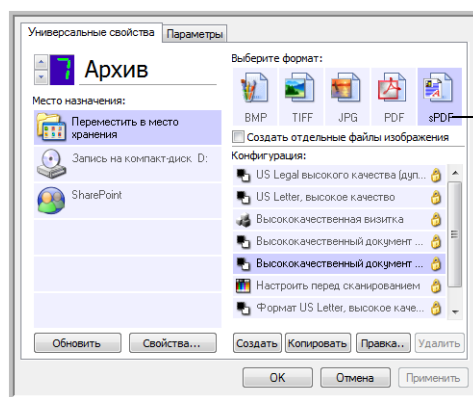 Универсальные свойства Параметры
7 Архив
Место назначения:
Переместить в место
хранения
Запись на компакт-диск D:
SharePoint
Обновить Свойства...
Выберите формат:
BMP TIFF JPG PDF sPDF
Создать отдельные файлы изображения
Конфигурация:
US Legal высокого качества (дуп...
US Letter, высокое качество
Высококачественная визитка
Высококачественный документ ...
Высококачественный документ ...
Настроить перед сканированием
Формат US Letter, высокое каче...
Создать Копировать Правка.. Удалить
OK Отмена Применить